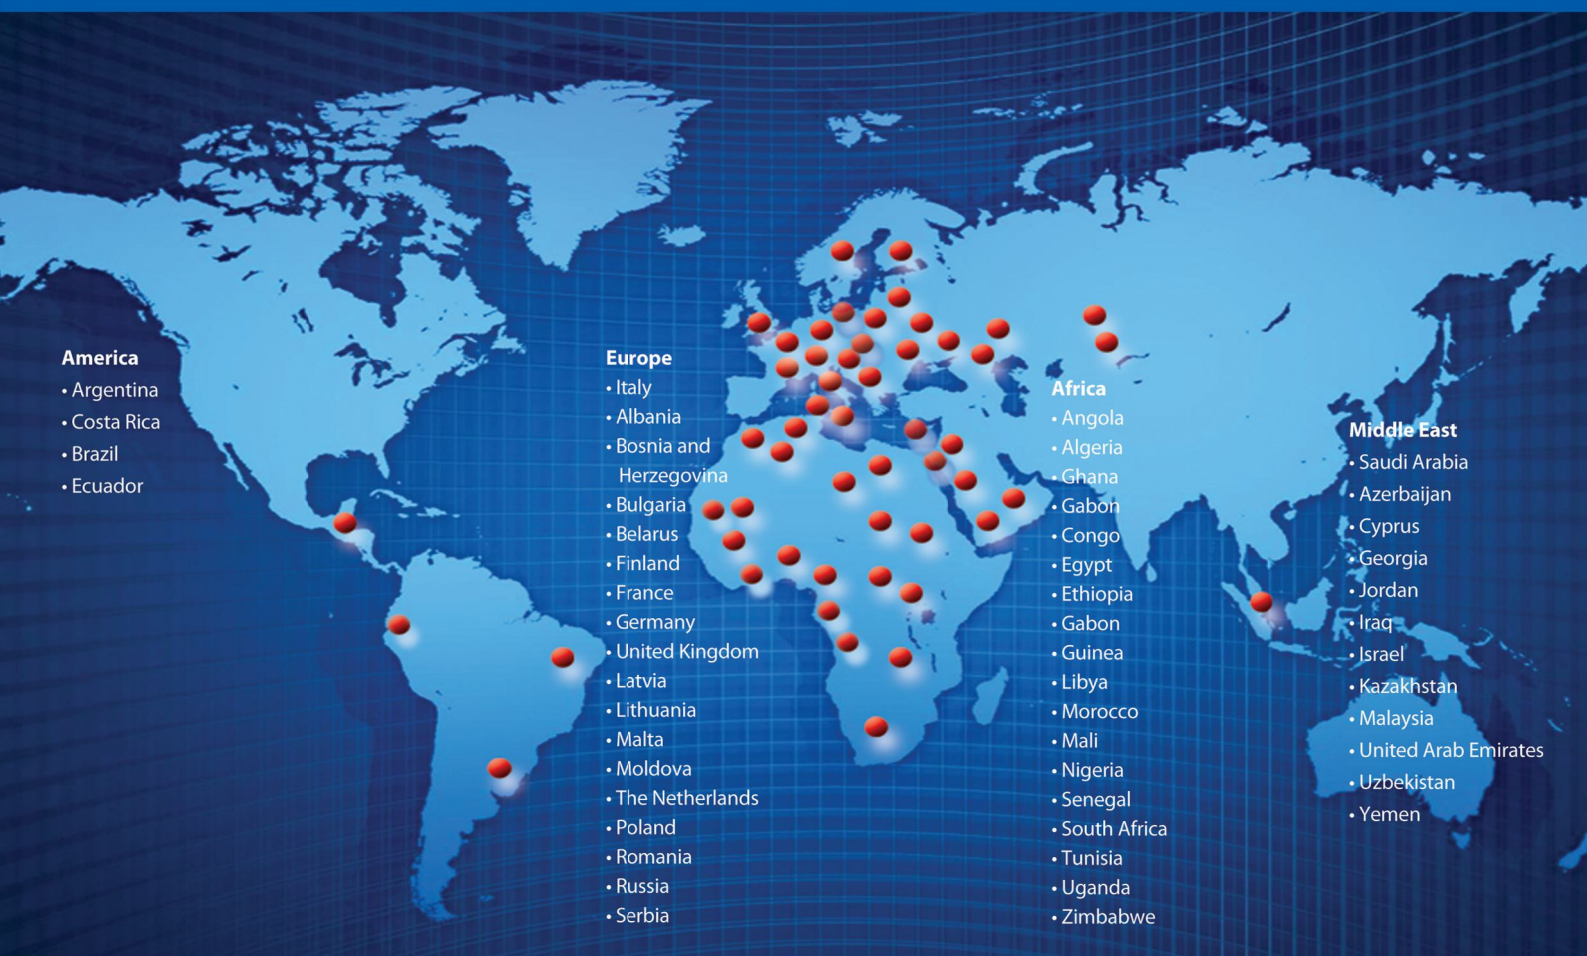 America
• Argentina
• Costa Rica
• Brazil
• Ecuador
Europe
• Italy
• Albania
• Bosnia and
Herzegovina
• Bulgaria
• Belarus
• Finland
• France
• Germany
• United Kingdom
• Latvia
• Lithuania
• Malta
• Moldova
• The Netherlands
• Poland
• Romania
• Russia
• Serbia
Africa
• Angola
• Algeria
• Ghana
• Gabon
• Congo
• Egypt
• Ethiopia
• Gabon
• Guinea
• Libya
• Morocco
• Mali
• Nigeria
• Senegal
• South Africa
• Tunisia
• Uganda
• Zimbabwe
Middle East
• Saudi Arabia
• Azerbaijan
• Cyprus
• Georgia
• Jordan
• Iraq
• Israel
• Kazakhstan
• Malaysia
• United Arab Emirates
• Uzbekistan
• Yemen